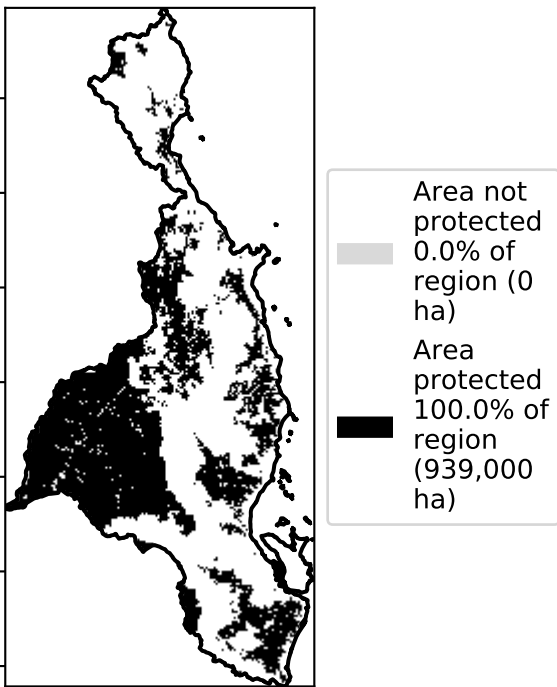 Area not
protected
0.0% of
region (0
ha)
Area
protected
100.0% of
region
(939,000
ha)